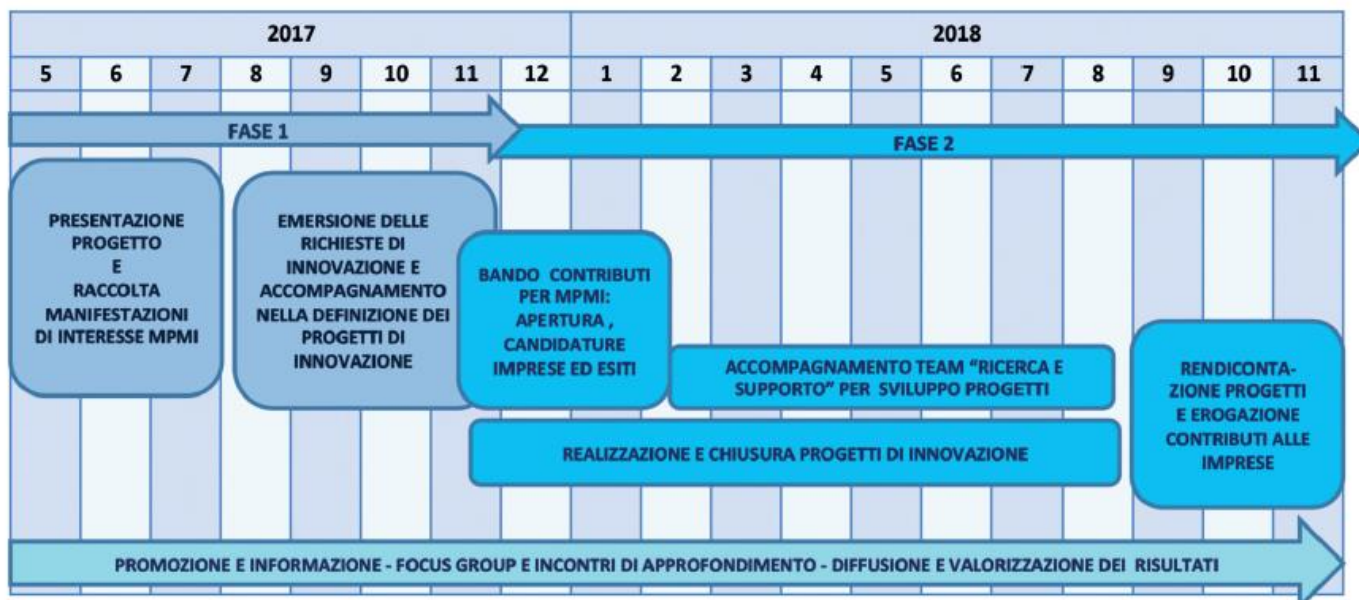 2017 2018
5 6 7 8 9 10 11 12 1 2 3 4 5 6 7 8 9 10 11
FASE 1
FASE 2
PRESENTAZIONE
PROGETTO
E
RACCOLTA
MANIFESTAZIONI
DI INTERESSE MPMI
EMERSIONE DELLE
RICHIESTE DI
INNOVAZIONE E
ACCOMPAGNAMENTO
NELLA DEFINIZIONE DEI
PROGETTI DI
INNOVAZIONE
BANDO CONTRIBUTI
PER MPMI:
APERTURA ,
CANDIDATURE
IMPRESE ED ESITI
ACCOMPAGNAMENTO TEAM “RICERCA E
SUPPORTO” PER SVILUPPO PROGETTI
REALIZZAZIONE E CHIUSURA PROGETTI DI INNOVAZIONE
RENDICONTA-
ZIONE PROGETTI
E EROGAZIONE
CONTRIBUTI ALLE
IMPRESE
PROMOZIONE E INFORMAZIONE - FOCUS GROUP E INCONTRI DI APPROFONDIMENTO - DIFFUSIONE E VALORIZZAZIONE DEI RISULTATI